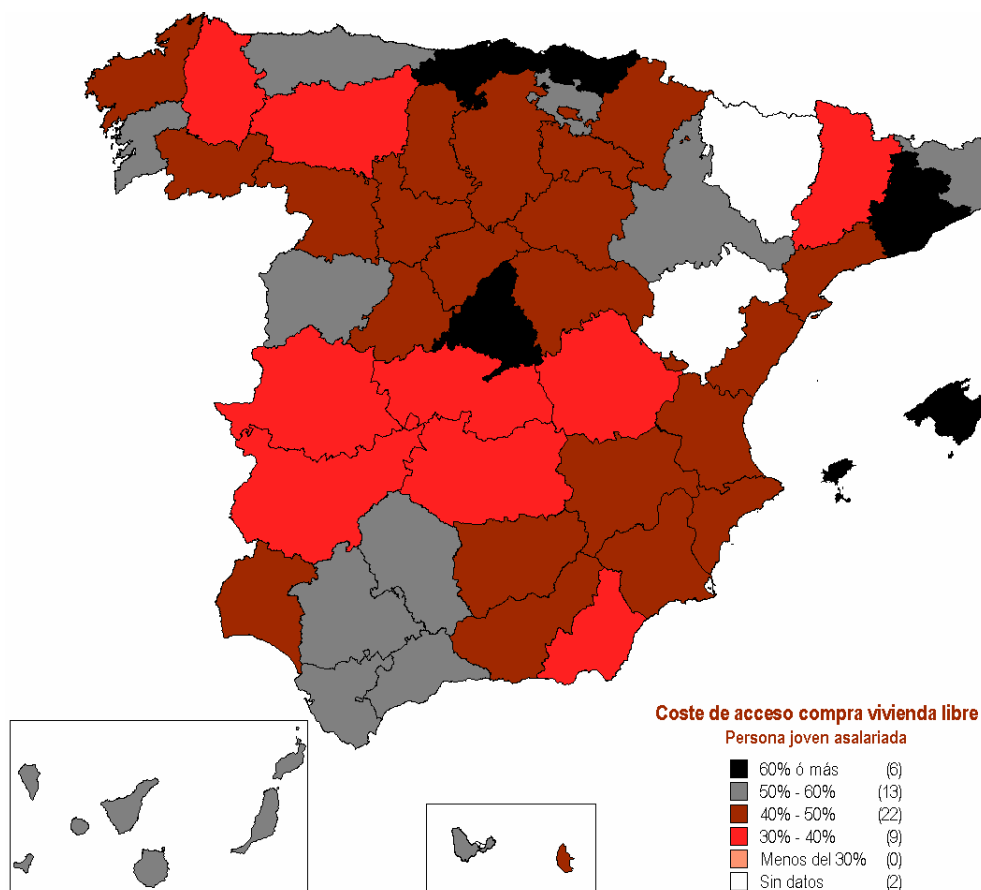 Coste de acceso compra vivienda libre
Persona joven asalariada
60% ó más (6)
50% - 60% (13)
40% - 50% (22)
30% - 40% (9)
Menos del 30% (0)
Sin datos (2)